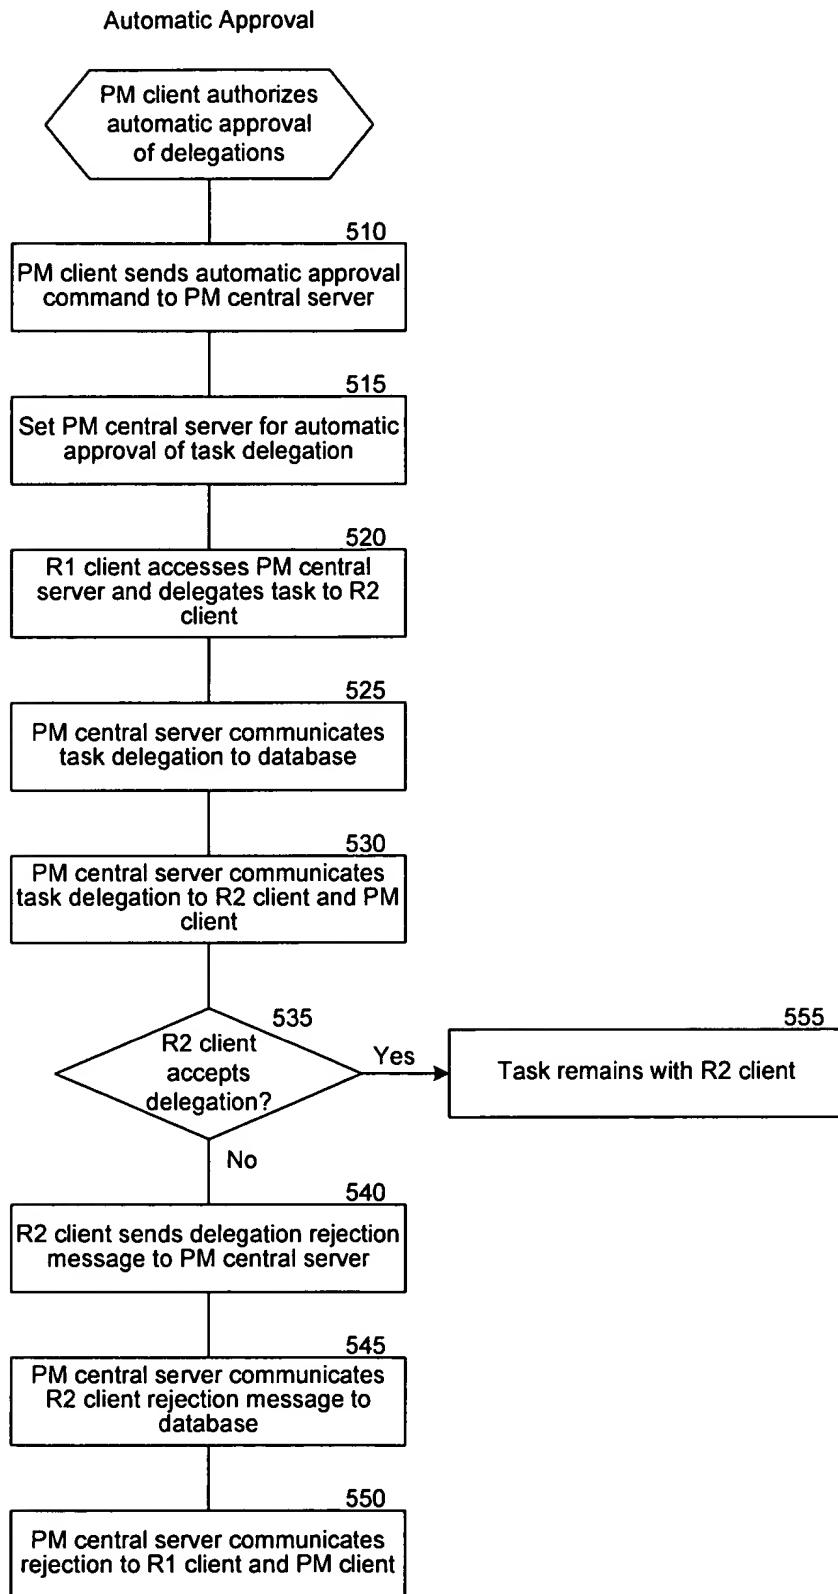 Automatic Approval
PM client authorizes
automatic approval
of delegations
510
PM client sends automatic approval
command to PM central server
515
Set PM central server for automatic
approval of task delegation
520
R1 client accesses PM central
server and delegates task to R2
client
525
PM central server communicates
task delegation to database
530
PM central server communicates
task delegation to R2 client and PM
client
535
R2 client
accepts
delegation?
Yes
555
Task remains with R2 client
No
540
R2 client sends delegation rejection
message to PM central server
545
PM central server communicates
R2 client rejection message to
database
550
PM central server communicates
rejection to R1 client and PM client